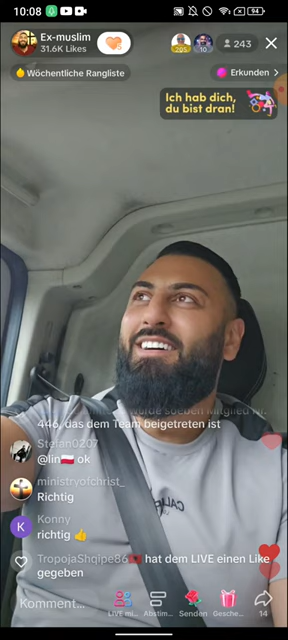 10:08
94
Ex-muslim
31.6K Likes
205
10
243
Wöchentliche Rangliste
Erkunden
Ich hab dich,
du bist dran!
446, das dem Team beigetreten ist
Stefan0207
@lin🇵🇱 ok
ministryofchrist_
Richtig
K
Konny
richtig 👍
TropojaShqipe86🇦🇱 hat dem LIVE einen Like
gegeben
Komment...
LIVE mi...
Abstim...
Senden
Gesche...
14